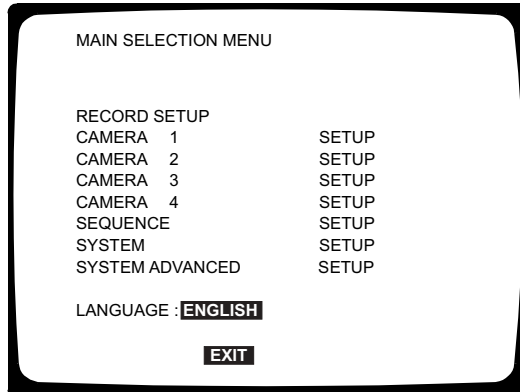 MAIN SELECTION MENU
RECORD SETUP
CAMERA 1 SETUP
CAMERA 2 SETUP
CAMERA 3 SETUP
CAMERA 4 SETUP
SEQUENCE SETUP
SYSTEM SETUP
SYSTEM ADVANCED SETUP
LANGUAGE : ENGLISH
EXIT